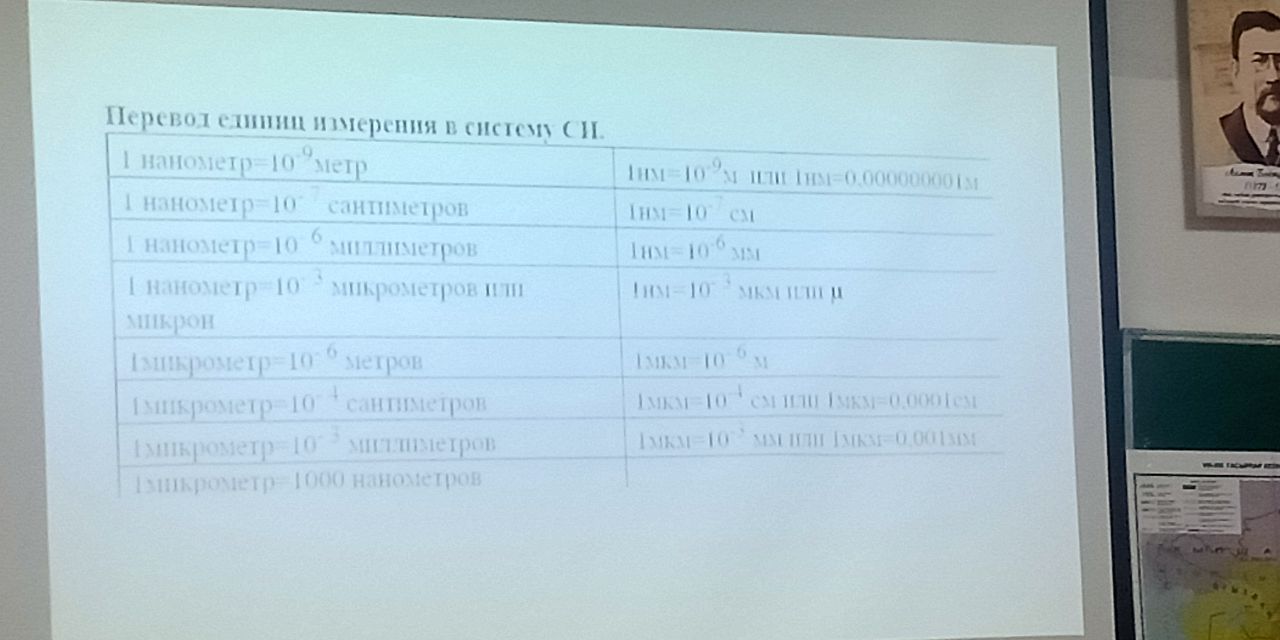 Перевод единиц измерения в систему СИ.
1 нанометр=10⁻⁹метр
1нм=10⁻⁹м или 1нм=0,000000001м
1 нанометр=10⁻⁷ сантиметров
1нм=10⁻⁷ см
1 нанометр=10⁻⁶ миллиметров
1нм=10⁻⁶ мм
1 нанометр=10⁻³ микрометров или
микрон
1нм=10⁻³ мкм или μ
1микрометр=10⁻⁶ метров
1мкм=10⁻⁶ м
1микрометр=10⁻⁴ сантиметров
1мкм=10⁻⁴ см или 1мкм=0,0001см
1микрометр=10⁻³ миллиметров
1мкм=10⁻³ мм или 1мкм=0,001мм
1микрометр=1000 нанометров